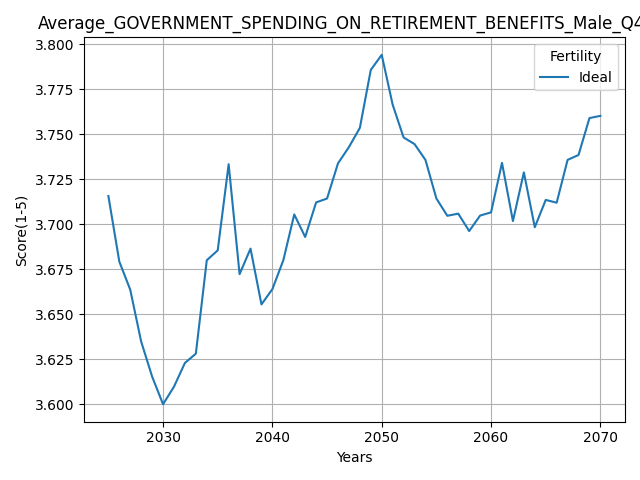 Average_GOVERNMENT_SPENDING_ON_RETIREMENT_BENEFITS_Male_Q4
Fertility
Ideal
Score(1-5)
3.800
3.775
3.750
3.725
3.700
3.675
3.650
3.625
3.600
2030 2040 2050 2060 2070
Years